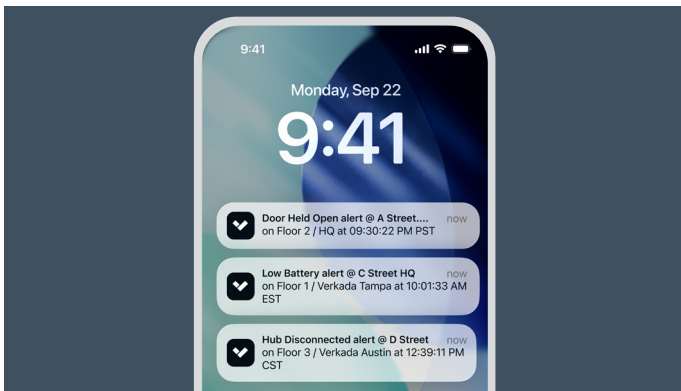 9:41
Monday, Sep 22
9:41
Door Held Open alert @ A Street.... now
on Floor 2 / HQ at 09:30:22 PM PST
Low Battery alert @ C Street HQ now
on Floor 1 / Verkada Tampa at 10:01:33 AM
EST
Hub Disconnected alert @ D Street now
on Floor 3 / Verkada Austin at 12:39:11 PM
CST